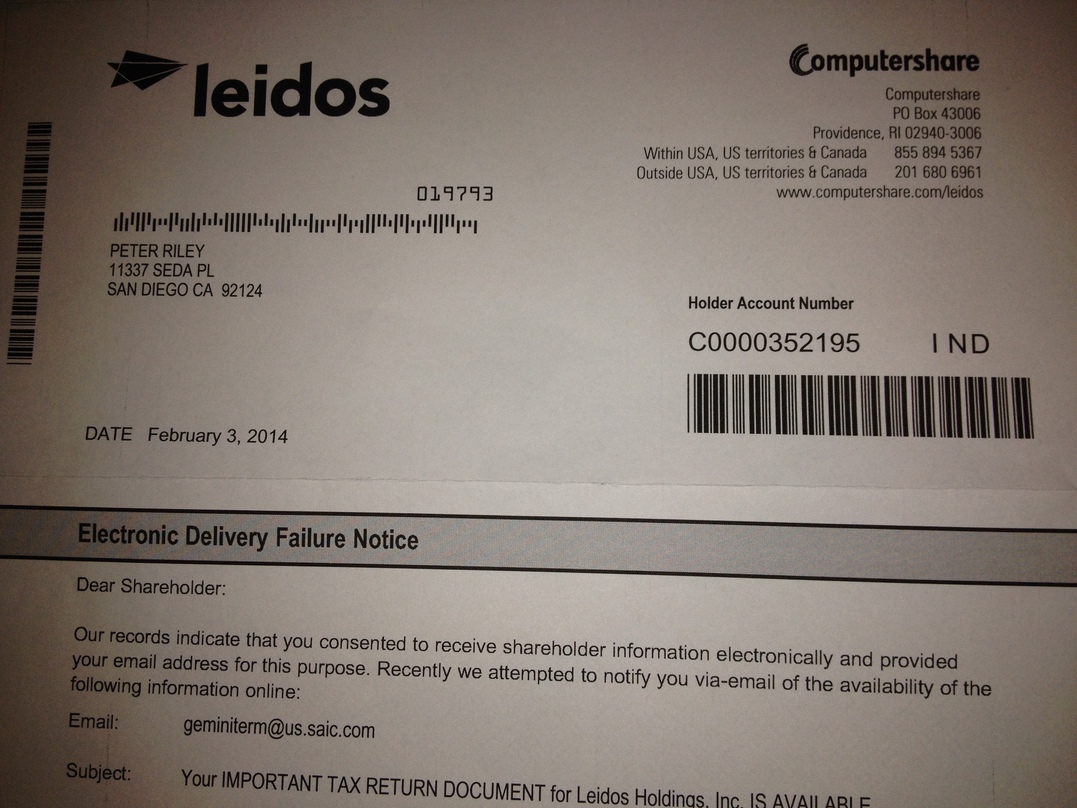 leidos
Computershare
Computershare
PO Box 43006
Providence, RI 02940-3006
Within USA, US territories & Canada 855 894 5367
Outside USA, US territories & Canada 201 680 6961
www.computershare.com/leidos
019793
PETER RILEY
11337 SEDA PL
SAN DIEGO CA 92124
Holder Account Number
C0000352195 I ND
DATE February 3, 2014
Electronic Delivery Failure Notice
Dear Shareholder:
Our records indicate that you consented to receive shareholder information electronically and provided
your email address for this purpose. Recently we attempted to notify you via-email of the availability of the
following information online:
Email: geminiterm@us.saic.com
Subject: Your IMPORTANT TAX RETURN DOCUMENT for Leidos Holdings, Inc. IS AVAILABLE